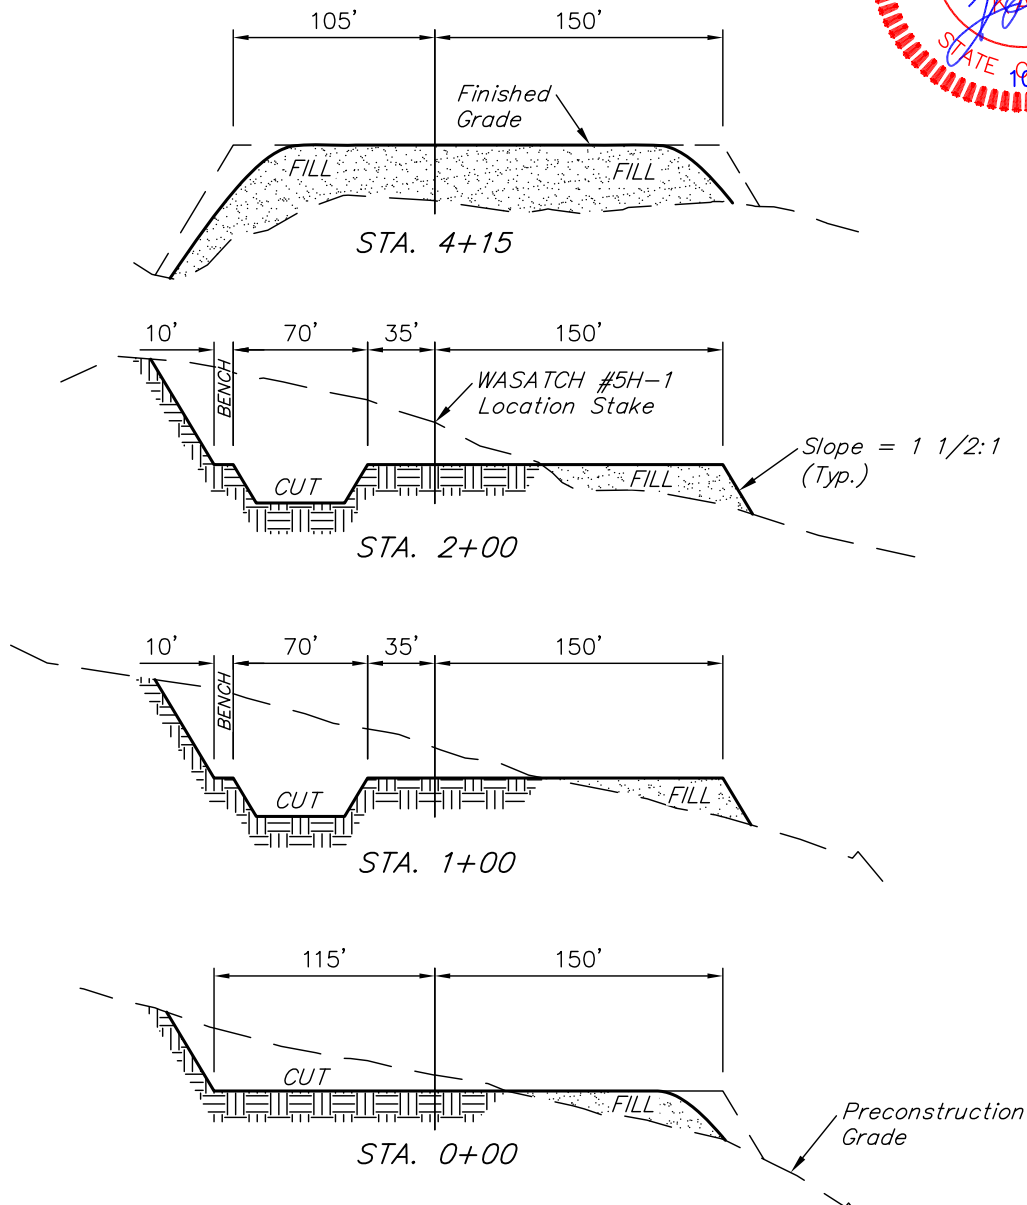 105' 150'
STATE
Finished
Grade
FILL FILL
STA. 4+15
10' 70' 35' 150'
BENCH
WASATCH #5H-1
Location Stake
Slope = 1 1/2:1
(Typ.)
CUT
FILL
STA. 2+00
10' 70' 35' 150'
BENCH
CUT
FILL
STA. 1+00
115' 150'
CUT
FILL
Preconstruction
Grade
STA. 0+00